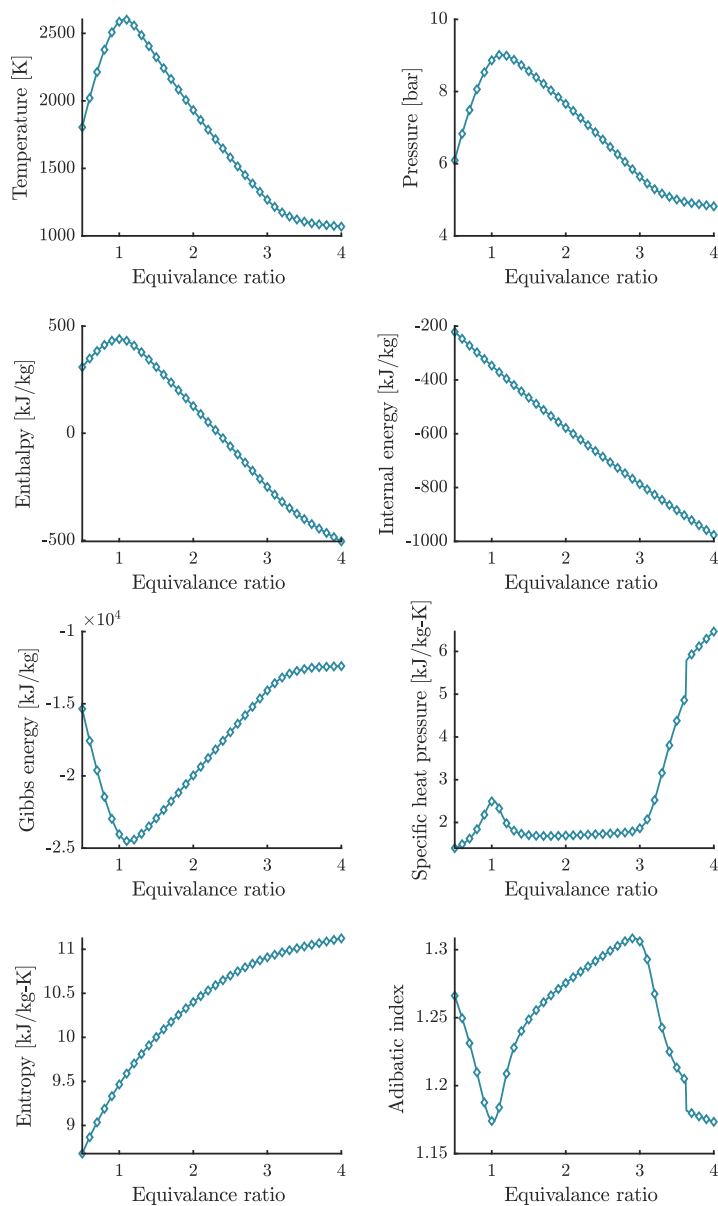 2500
2000
1500
1000
Temperature [K]
1 2 3 4
Equivalance ratio
10
8
6
4
Pressure [bar]
1 2 3 4
Equivalance ratio
500
0
-500
Enthalpy [kJ/kg]
1 2 3 4
Equivalance ratio
-200
-400
-600
-800
-1000
Internal energy [kJ/kg]
1 2 3 4
Equivalance ratio
×10⁴
-1
-1.5
-2
-2.5
Gibbs energy [kJ/kg]
1 2 3 4
Equivalance ratio
6
5
4
3
2
Specific heat pressure [kJ/kg-K]
1 2 3 4
Equivalance ratio
11
10.5
10
9.5
9
Entropy [kJ/kg-K]
1 2 3 4
Equivalance ratio
1.3
1.25
1.2
1.15
Adibatic index
1 2 3 4
Equivalance ratio